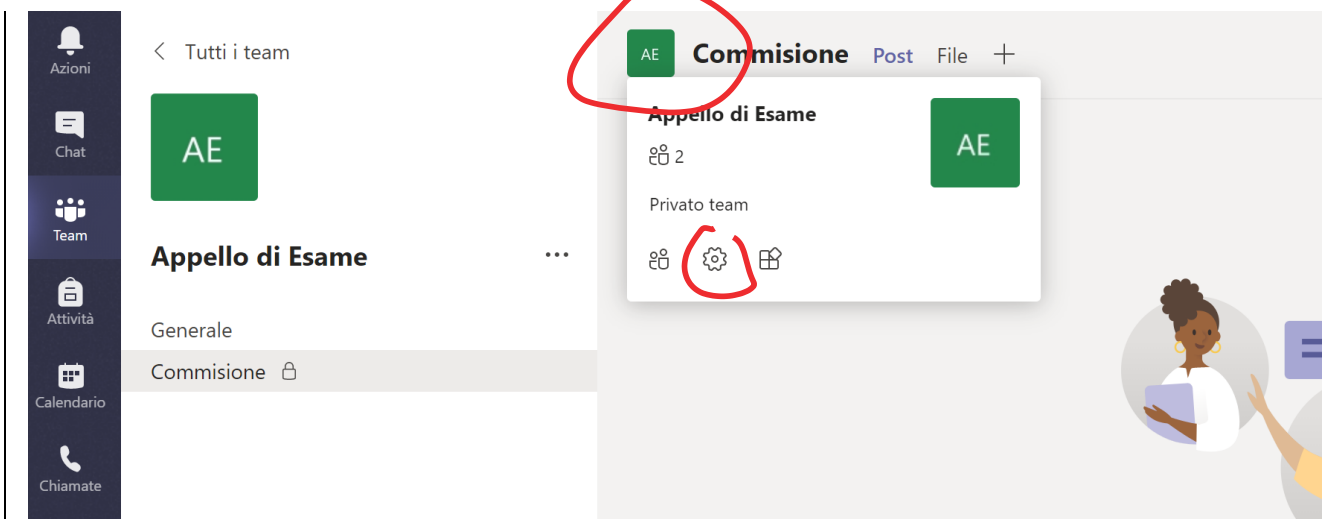 Azioni
Chat
Team
Attività
Calendario
Chiamate
Tutti i team
AE
Appello di Esame
...
Generale
Commisione
AE Commisione Post File +
Appello di Esame
AE
2
Privato team